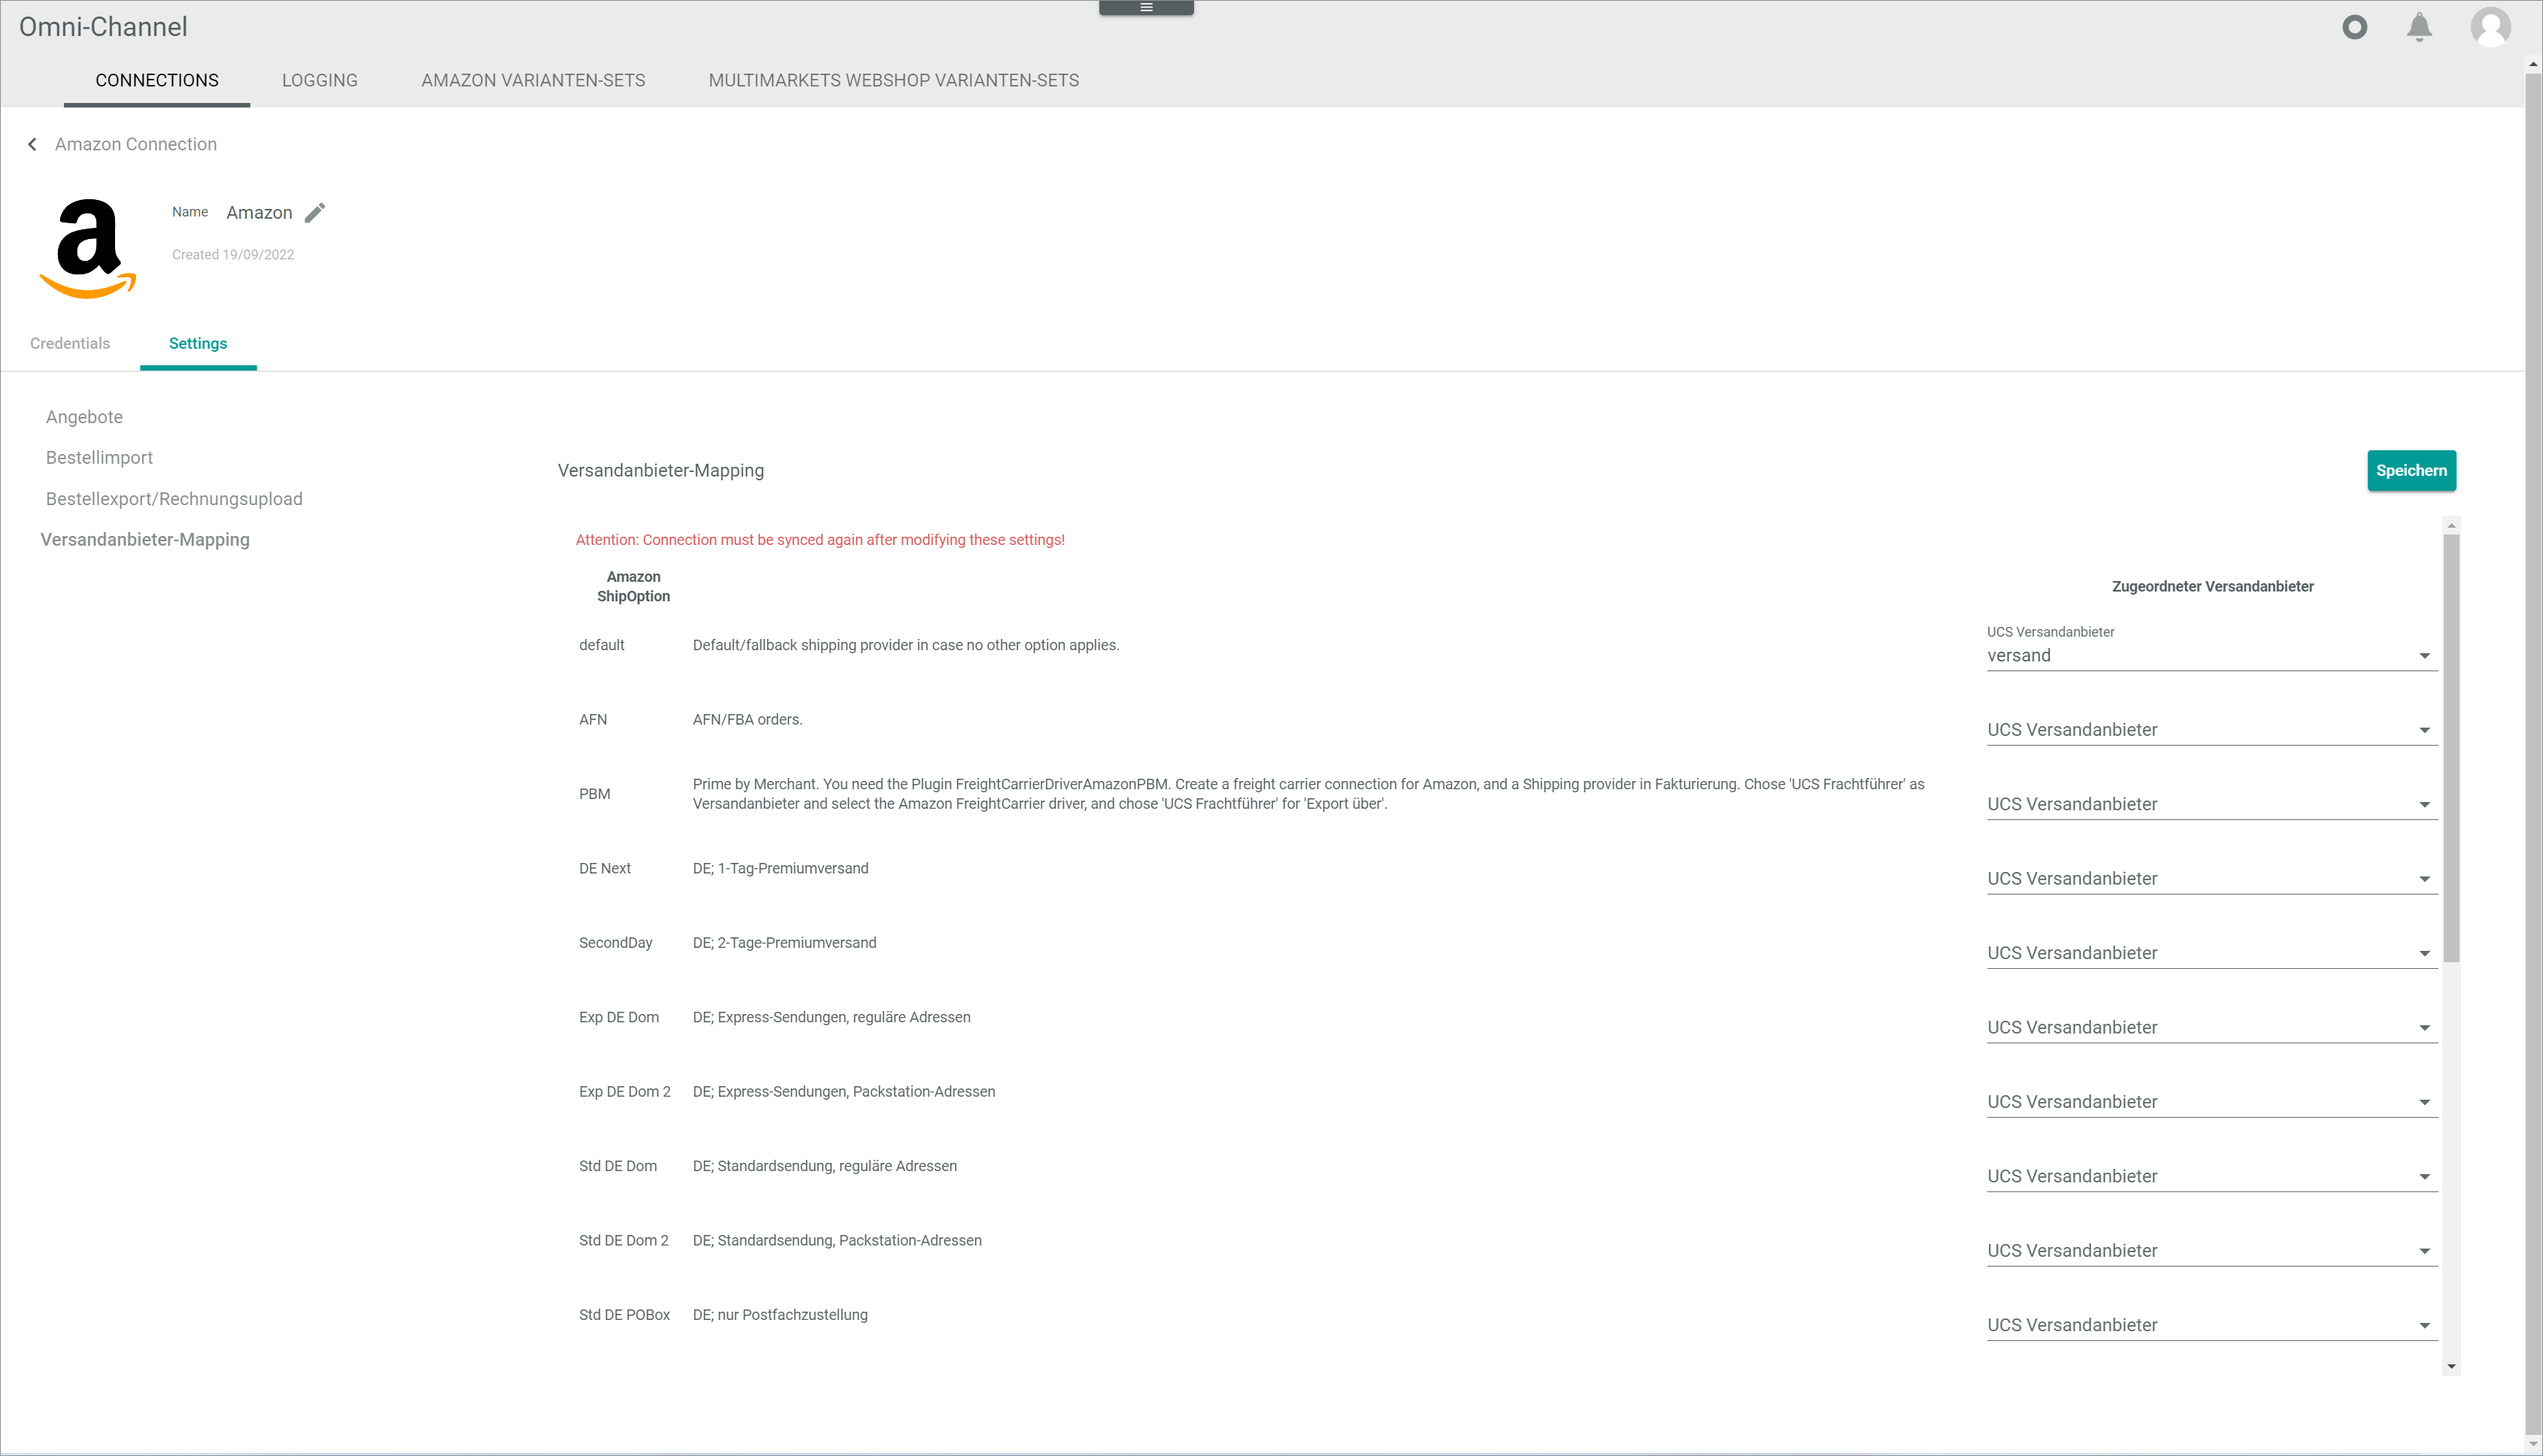 Omni-Channel
CONNECTIONS
LOGGING
AMAZON VARIANTEN-SETS
MULTIMARKETS WEBSHOP VARIANTEN-SETS
Amazon Connection
Name Amazon
Created 19/09/2022
Credentials
Settings
Angebote
Bestellimport
Bestellexport/Rechnungsupload
Versandanbieter-Mapping
Versandanbieter-Mapping
Speichern
Attention: Connection must be synced again after modifying these settings!
Amazon
ShipOption
Zugeordneter Versandanbieter
default
Default/fallback shipping provider in case no other option applies.
UCS Versandanbieter
versand
AFN
AFN/FBA orders.
UCS Versandanbieter
PBM
Prime by Merchant. You need the Plugin FreightCarrierDriverAmazonPBM. Create a freight carrier connection for Amazon, and a Shipping provider in Fakturierung. Chose 'UCS Frachtführer' as
Versandanbieter and select the Amazon FreightCarrier driver, and chose 'UCS Frachtführer' for 'Export über'.
UCS Versandanbieter
DE Next
DE; 1-Tag-Premiumversand
UCS Versandanbieter
SecondDay
DE; 2-Tage-Premiumversand
UCS Versandanbieter
Exp DE Dom
DE; Express-Sendungen, reguläre Adressen
UCS Versandanbieter
Exp DE Dom 2
DE; Express-Sendungen, Packstation-Adressen
UCS Versandanbieter
Std DE Dom
DE; Standardsendung, reguläre Adressen
UCS Versandanbieter
Std DE Dom 2
DE; Standardsendung, Packstation-Adressen
UCS Versandanbieter
Std DE POBox
DE; nur Postfachzustellung
UCS Versandanbieter